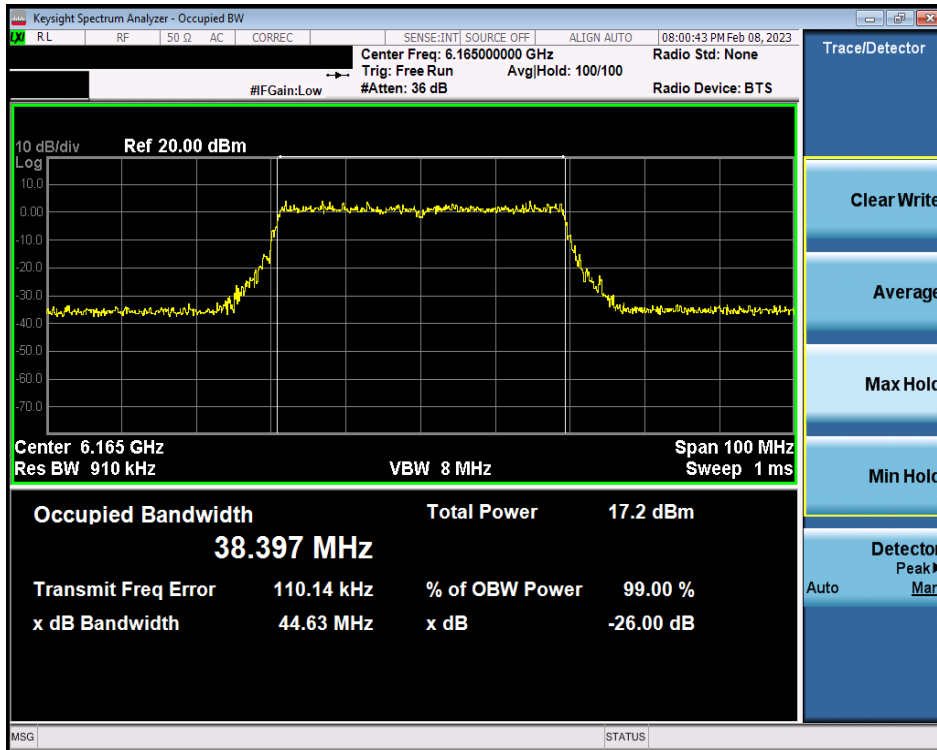 Keysight Spectrum Analyzer - Occupied BW
LXI RL RF 50 Ω AC CORREC SENSE:INT SOURCE OFF ALIGN AUTO 08:00:43 PM Feb 08, 2023
Center Freq: 6.165000000 GHz Radio Std: None
Trig: Free Run Avg|Hold: 100/100
#IFGain:Low #Atten: 36 dB Radio Device: BTS
10 dB/div Ref 20.00 dBm
Log
10.0
0.00
-10.0
-20.0
-30.0
-40.0
-50.0
-60.0
-70.0
Center 6.165 GHz Span 100 MHz
Res BW 910 kHz VBW 8 MHz Sweep 1 ms
Occupied Bandwidth Total Power 17.2 dBm
38.397 MHz
Transmit Freq Error 110.14 kHz % of OBW Power 99.00 %
x dB Bandwidth 44.63 MHz x dB -26.00 dB
MSG STATUS
Trace/Detector
Clear Write
Average
Max Hold
Min Hold
Detector
Peak
Auto Man